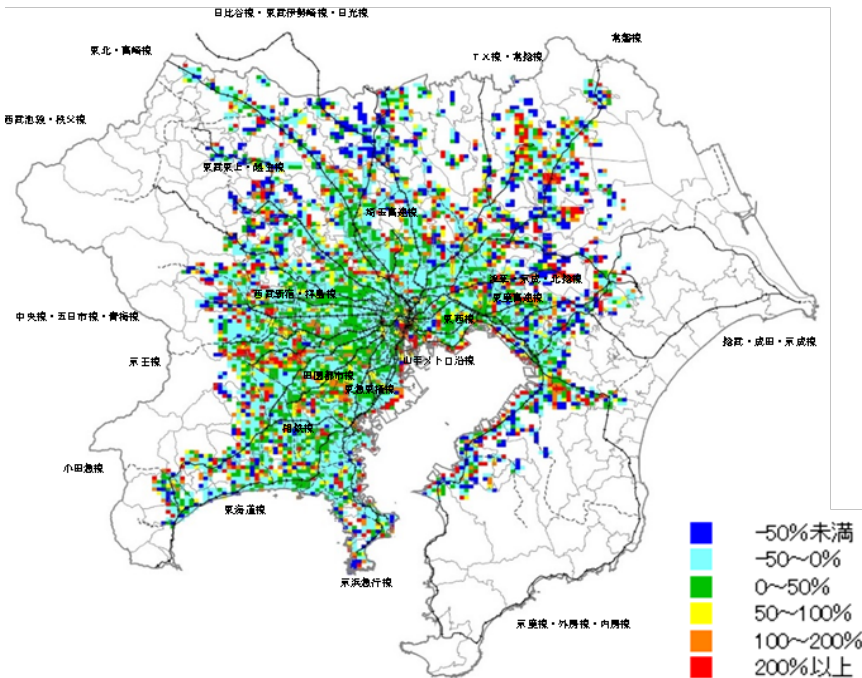 日比谷線・東武伊勢崎線・日光線
東北・高崎線
常磐線
TX線・常総線
西武池袋・秩父線
東武東上・越生線
埼玉高速線
西武新宿・拝島線
京葉・京成・北総線
東葉高速線
東西線
中央線・五日市線・青梅線
総武・成田・京成線
京王線
山手メトロ沿線
田園都市線
東急東横線
相鉄線
小田急線
東海道線
京浜急行線
京葉線・外房線・内房線
-50%未満
-50~0%
0~50%
50~100%
100~200%
200%以上